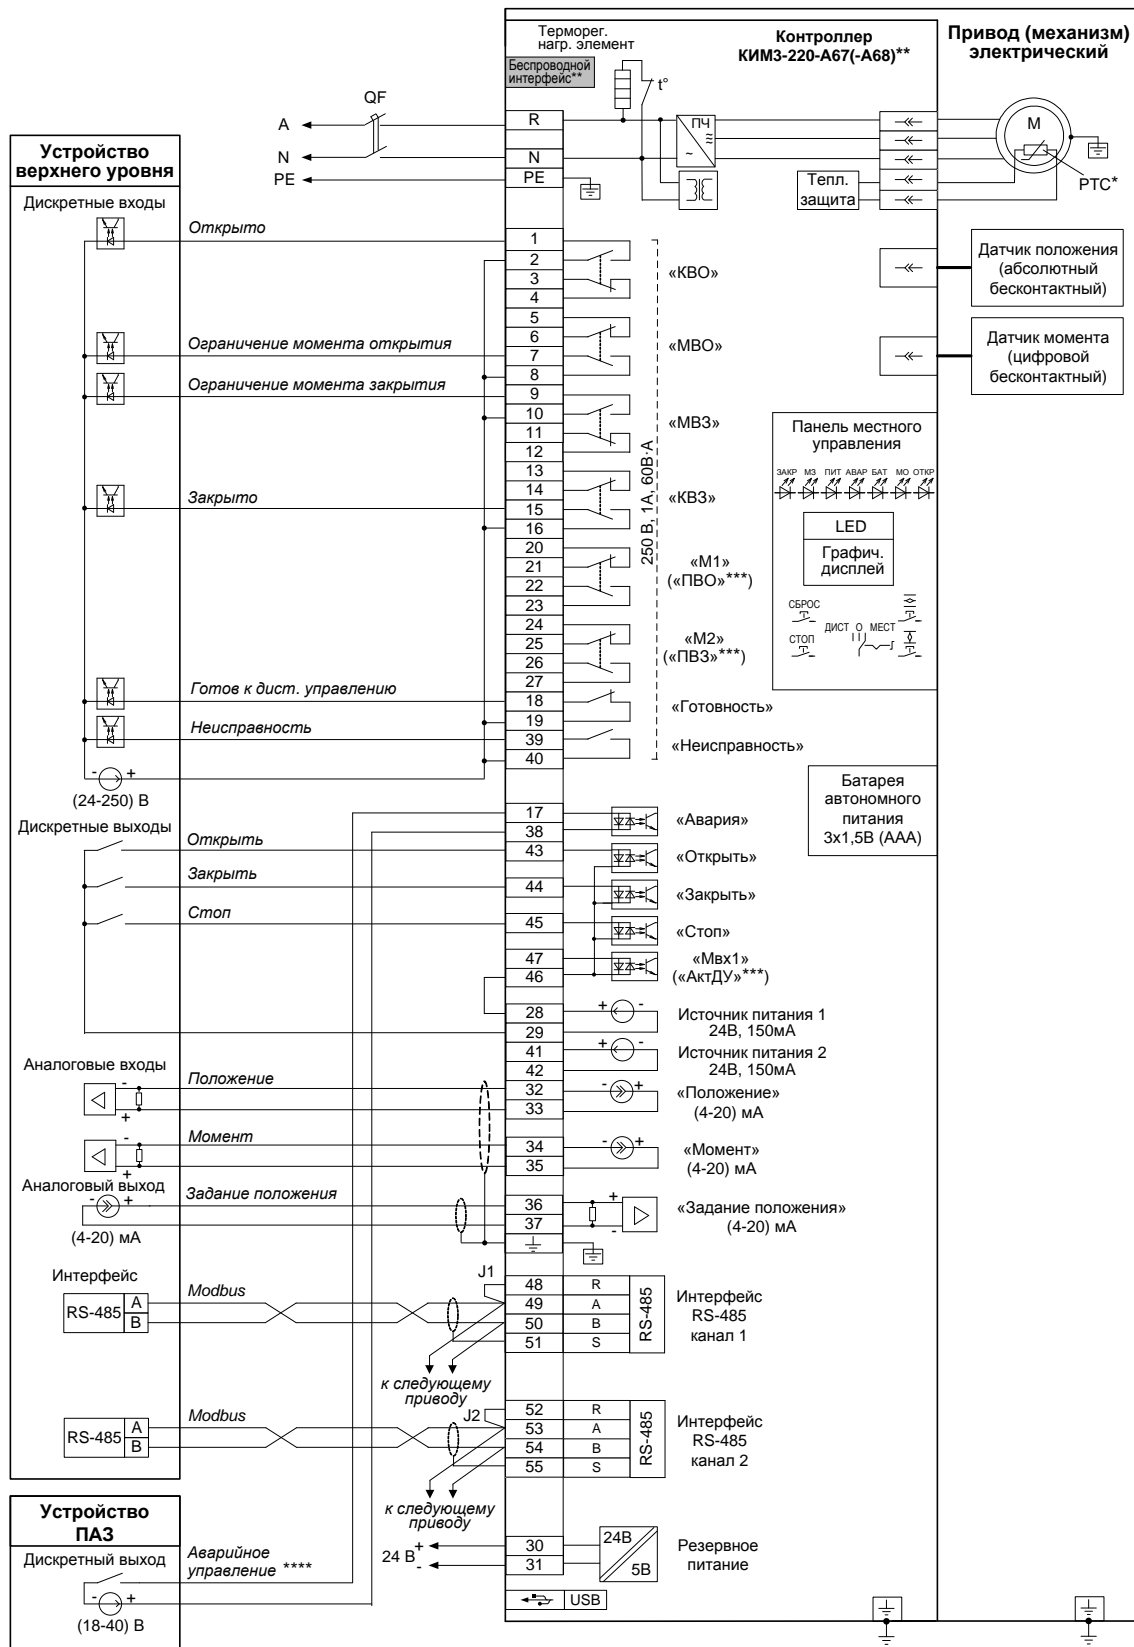 Терморег.
нагр. элемент
Беспроводной
интерфейс**
Контроллер
КИМ3-220-А67(-А68)**
Привод (механизм)
электрический
t°
QF
A
N
PE
R
N
PE
ПЧ
~
Тепл.
защита
M
PTC*
Устройство
верхнего уровня
Дискретные входы
Открыто
Ограничение момента открытия
Ограничение момента закрытия
Закрыто
Готов к дист. управлению
Неисправность
- +
(24-250) В
1
2
3
4
5
6
7
8
9
10
11
12
13
14
15
16
20
21
22
23
24
25
26
27
18
19
39
40
«КВО»
«МВО»
«МВЗ»
«КВЗ»
«М1»
(«ПВО»***)
«М2»
(«ПВЗ»***)
«Готовность»
«Неисправность»
250 В, 1А, 60В·А
Датчик положения
(абсолютный
бесконтактный)
Датчик момента
(цифровой
бесконтактный)
Панель местного
управления
ЗАКР МЗ ПИТ АВАР БАТ МО ОТКР
LED
Графич.
дисплей
СБРОС
СТОП
ДИСТ О МЕСТ
Батарея
автономного
питания
3х1,5В (ААА)
Дискретные выходы
Открыть
Закрыть
Стоп
17
38
43
44
45
47
46
28
29
41
42
32
33
34
35
36
37
«Авария»
«Открыть»
«Закрыть»
«Стоп»
«Мвх1»
(«АктДУ»***)
+ -
Источник питания 1
24В, 150мА
+ -
Источник питания 2
24В, 150мА
- +
«Положение»
(4-20) мА
- +
«Момент»
(4-20) мА
+
-
«Задание положения»
(4-20) мА
Аналоговые входы
Положение
-
+
Момент
-
+
Аналоговый выход
Задание положения
- +
(4-20) мА
Интерфейс
RS-485
A
B
Modbus
J1
48 R
49 A
50 B
51 S
RS-485
Интерфейс
RS-485
канал 1
к следующему
приводу
RS-485
A
B
Modbus
J2
52 R
53 A
54 B
55 S
RS-485
Интерфейс
RS-485
канал 2
к следующему
приводу
Устройство
ПАЗ
Дискретный выход
Аварийное
управление ****
- +
(18-40) В
24 В
+
-
30
31
24В
5В
Резервное
питание
USB